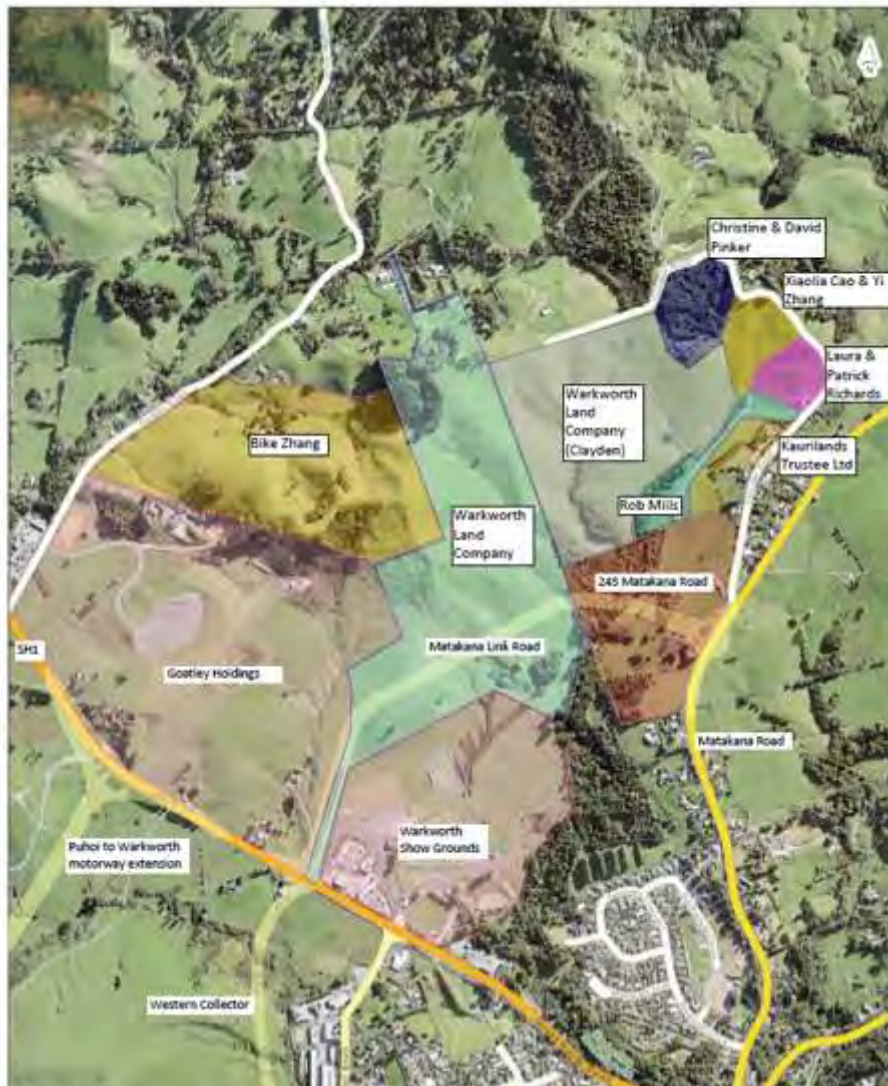 Christine & David
Pinker
Xiaolia Cao & Yi
Zhang
Laura &
Patrick
Richards
Warkworth
Land
Company
(Clayden)
Bike Zhang
Kaurilands
Trustee Ltd
Rob Mills
Warkworth
Land
Company
245 Matakana Road
SH1
Goatley Holdings
Matakana Link Road
Matakana Road
Puhoi to Warkworth
motorway extension
Warkworth
Show Grounds
Western Collector